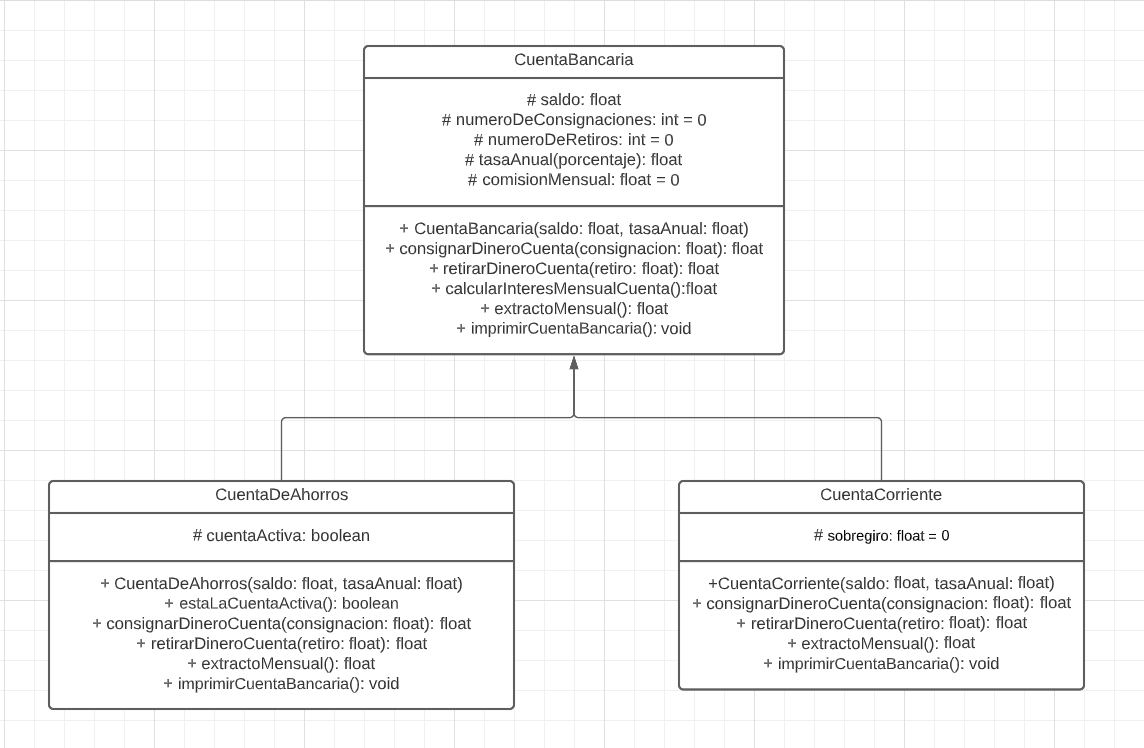 CuentaBancaria
# saldo: float
# numeroDeConsignaciones: int = 0
# numeroDeRetiros: int = 0
# tasaAnual(porcentaje): float
# comisionMensual: float = 0
+ CuentaBancaria(saldo: float, tasaAnual: float)
+ consignarDineroCuenta(consignacion: float): float
+ retirarDineroCuenta(retiro: float): float
+ calcularInteresMensualCuenta():float
+ extractoMensual(): float
+ imprimirCuentaBancaria(): void
CuentaDeAhorros
# cuentaActiva: boolean
+ CuentaDeAhorros(saldo: float, tasaAnual: float)
+ estaLaCuentaActiva(): boolean
+ consignarDineroCuenta(consignacion: float): float
+ retirarDineroCuenta(retiro: float): float
+ extractoMensual(): float
+ imprimirCuentaBancaria(): void
CuentaCorriente
# sobregiro: float = 0
+CuentaCorriente(saldo: float, tasaAnual: float)
+ consignarDineroCuenta(consignacion: float): float
+ retirarDineroCuenta(retiro: float): float
+ extractoMensual(): float
+ imprimirCuentaBancaria(): void